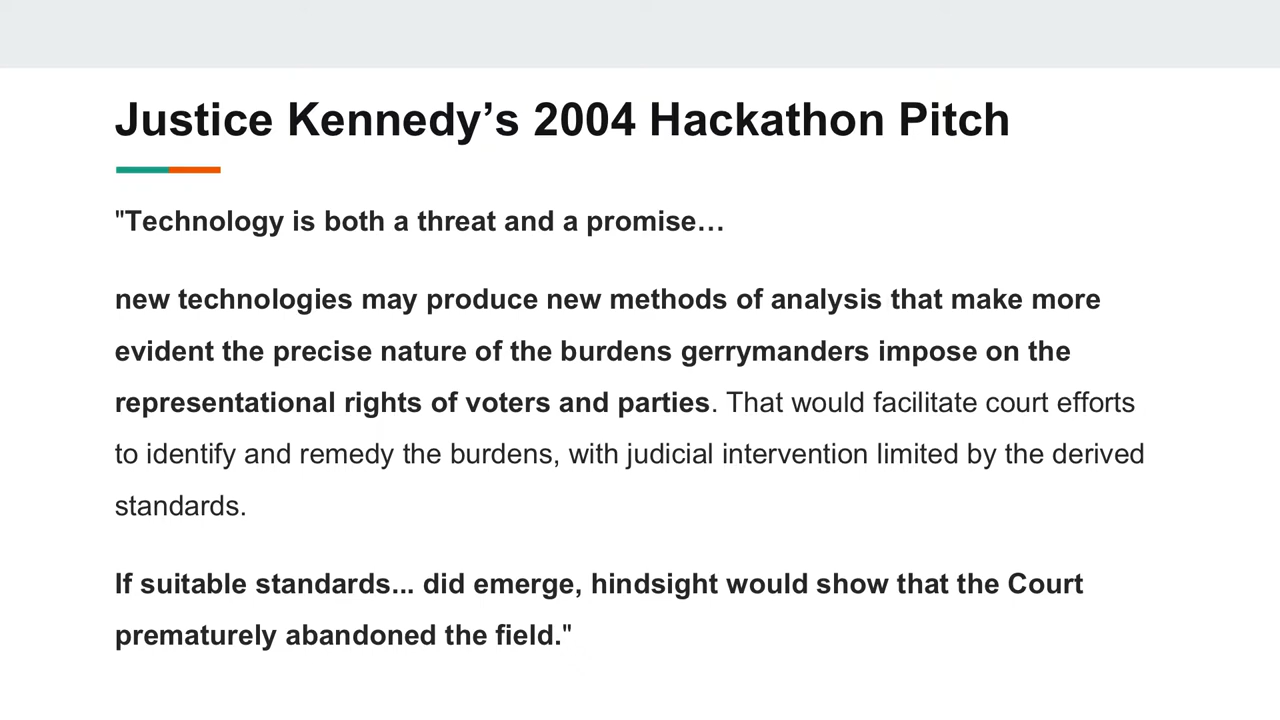 Justice Kennedy’s 2004 Hackathon Pitch
"Technology is both a threat and a promise…
new technologies may produce new methods of analysis that make more
evident the precise nature of the burdens gerrymanders impose on the
representational rights of voters and parties. That would facilitate court efforts
to identify and remedy the burdens, with judicial intervention limited by the derived
standards.
If suitable standards... did emerge, hindsight would show that the Court
prematurely abandoned the field."